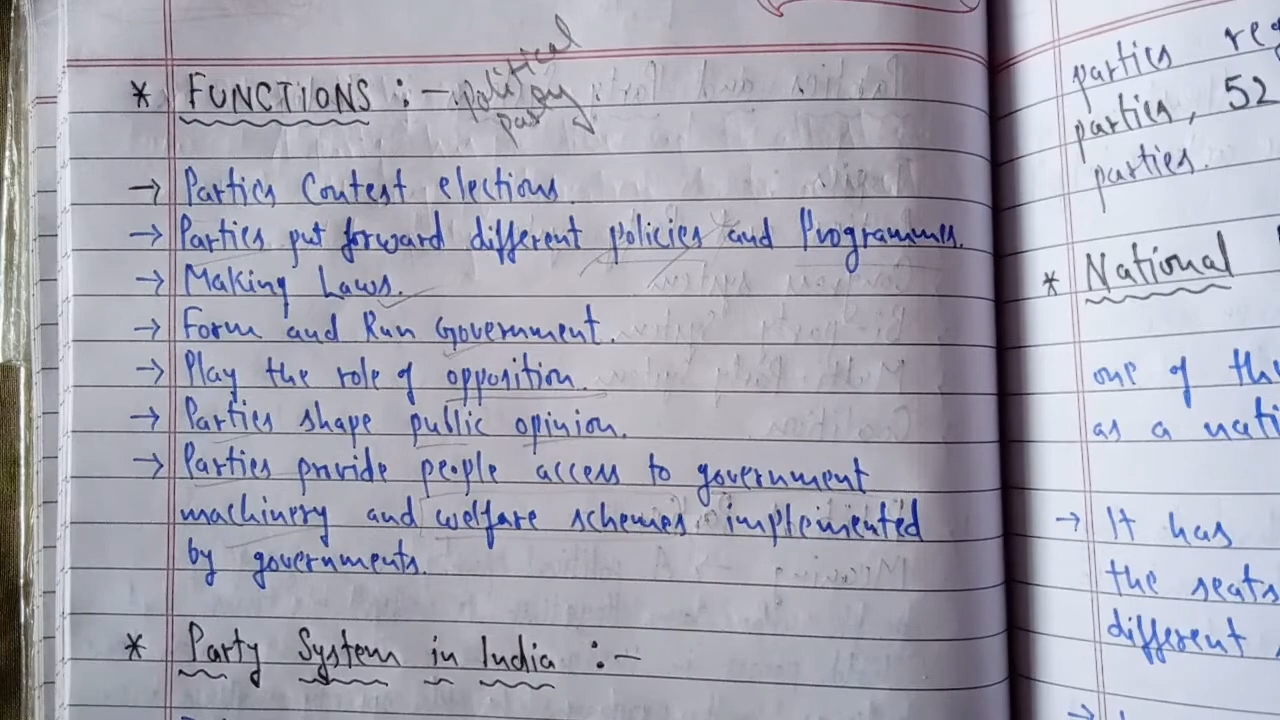 * FUNCTIONS :- political party
→ Parties Contest elections.
→ Parties put forward different policies and Programmes.
→ Making Laws.
→ Form and Run Government.
→ Play the role of opposition.
→ Parties shape public opinion.
→ Parties provide people access to government
machinery and welfare schemes implemented
by governments.
* Party System in India :-
parties
parties, 52
parties.
* National
one of
as a
→ It has
the seats
different